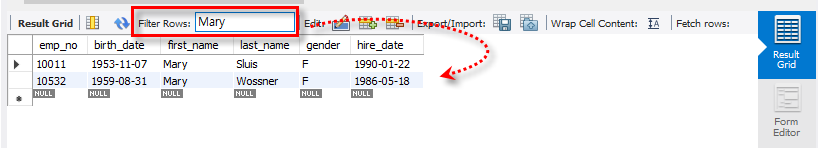 Result Grid Filter Rows: Mary Edit: Export/Import: Wrap Cell Content: IA Fetch rows:
emp_no birth_date first_name last_name gender hire_date
10011 1953-11-07 Mary Sluis F 1990-01-22
10532 1959-08-31 Mary Wossner F 1986-05-18
NULL NULL NULL NULL NULL NULL
Result
Grid
Form
Editor